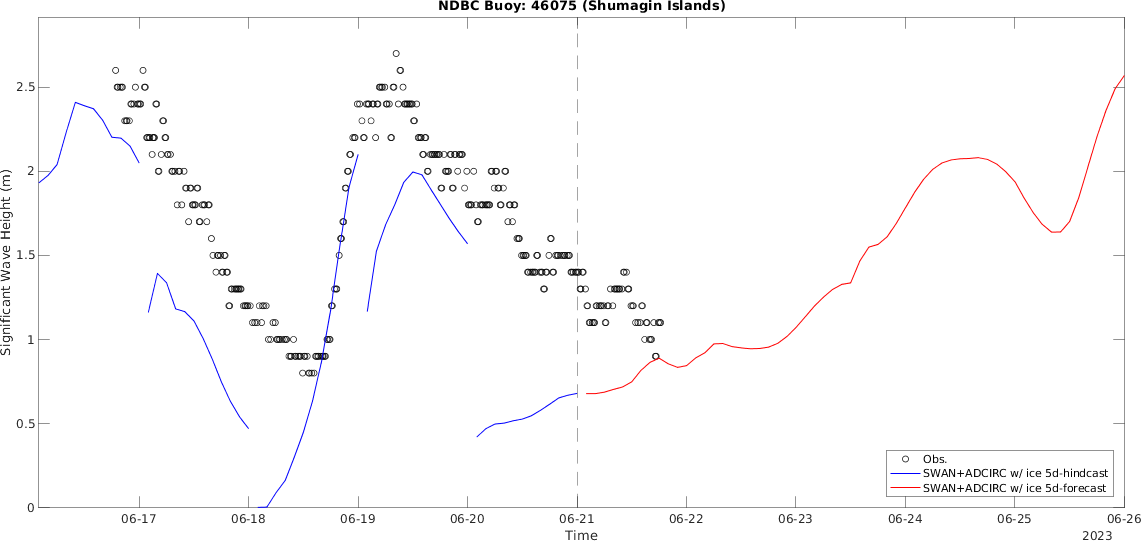 NDBC Buoy: 46075 (Shumagin Islands)
Significant Wave Height (m)
2.5
2
1.5
1
0.5
0
Obs.
SWAN+ADCIRC w/ ice 5d-hindcast
SWAN+ADCIRC w/ ice 5d-forecast
06-17 06-18 06-19 06-20 06-21 06-22 06-23 06-24 06-25 06-26
Time
2023